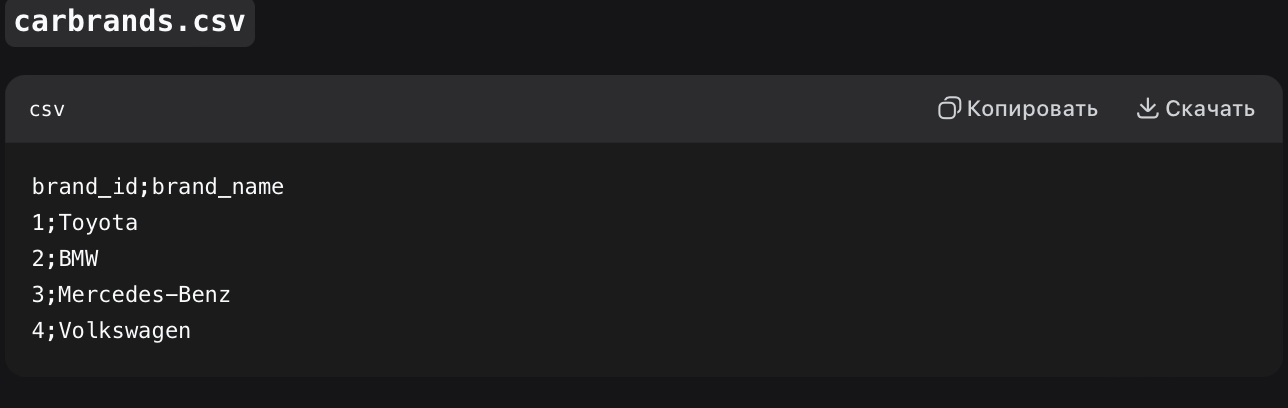 carbrands.csv
csv Копировать Скачать
brand_id;brand_name
1;Toyota
2;BMW
3;Mercedes-Benz
4;Volkswagen